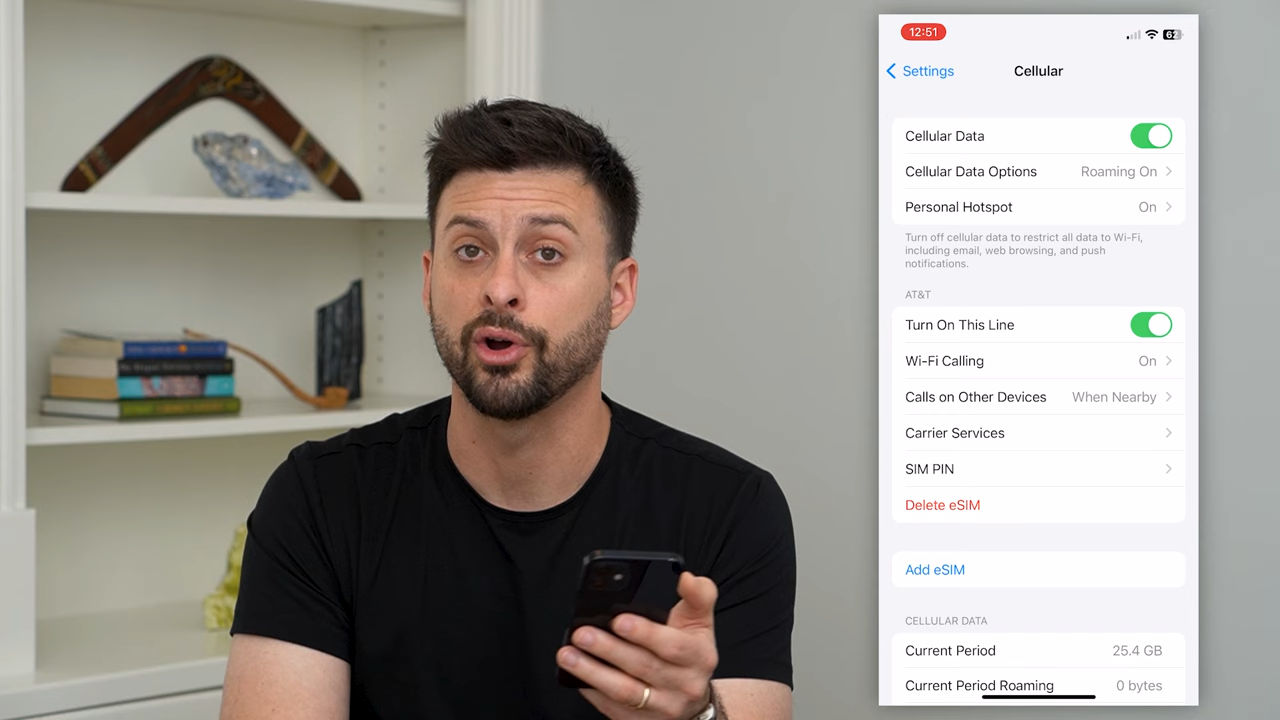 12:51
62
Settings
Cellular
Cellular Data
Cellular Data Options Roaming On
Personal Hotspot On
Turn off cellular data to restrict all data to Wi-Fi,
including email, web browsing, and push
notifications.
AT&T
Turn On This Line
Wi-Fi Calling On
Calls on Other Devices When Nearby
Carrier Services
SIM PIN
Delete eSIM
Add eSIM
CELLULAR DATA
Current Period 25.4 GB
Current Period Roaming 0 bytes